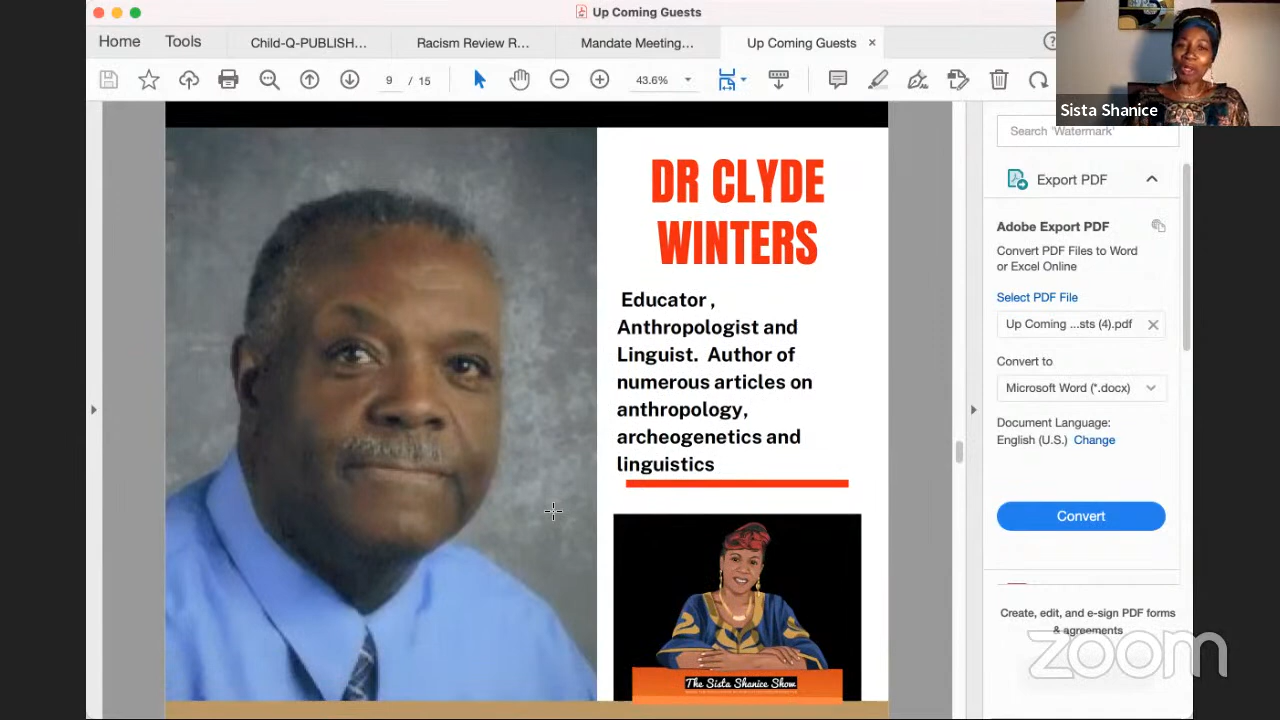 Up Coming Guests
Home
Tools
Child-Q-PUBLISH...
Racism Review R...
Mandate Meeting...
Up Coming Guests
9 / 15
43.6%
Sista Shanice
Search 'Watermark'
Export PDF
Adobe Export PDF
Convert PDF Files to Word
or Excel Online
Select PDF File
Up Coming ...sts (4).pdf
Convert to
Microsoft Word (*.docx)
Document Language:
English (U.S.) Change
Convert
Create, edit, and e-sign PDF forms
& agreements
zoom
DR CLYDE
WINTERS
Educator ,
Anthropologist and
Linguist. Author of
numerous articles on
anthropology,
archeogenetics and
linguistics
The Sista Shanice Show